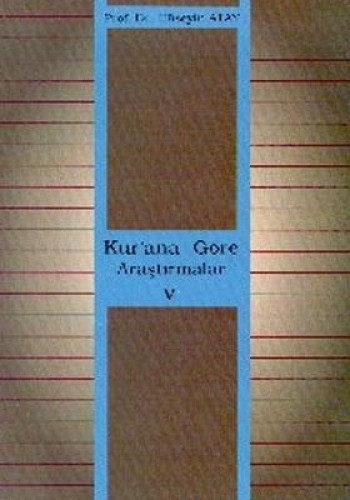 Prof. Dr. Hüseyin ATAY
Kur'ana Göre
Araştırmalar
V